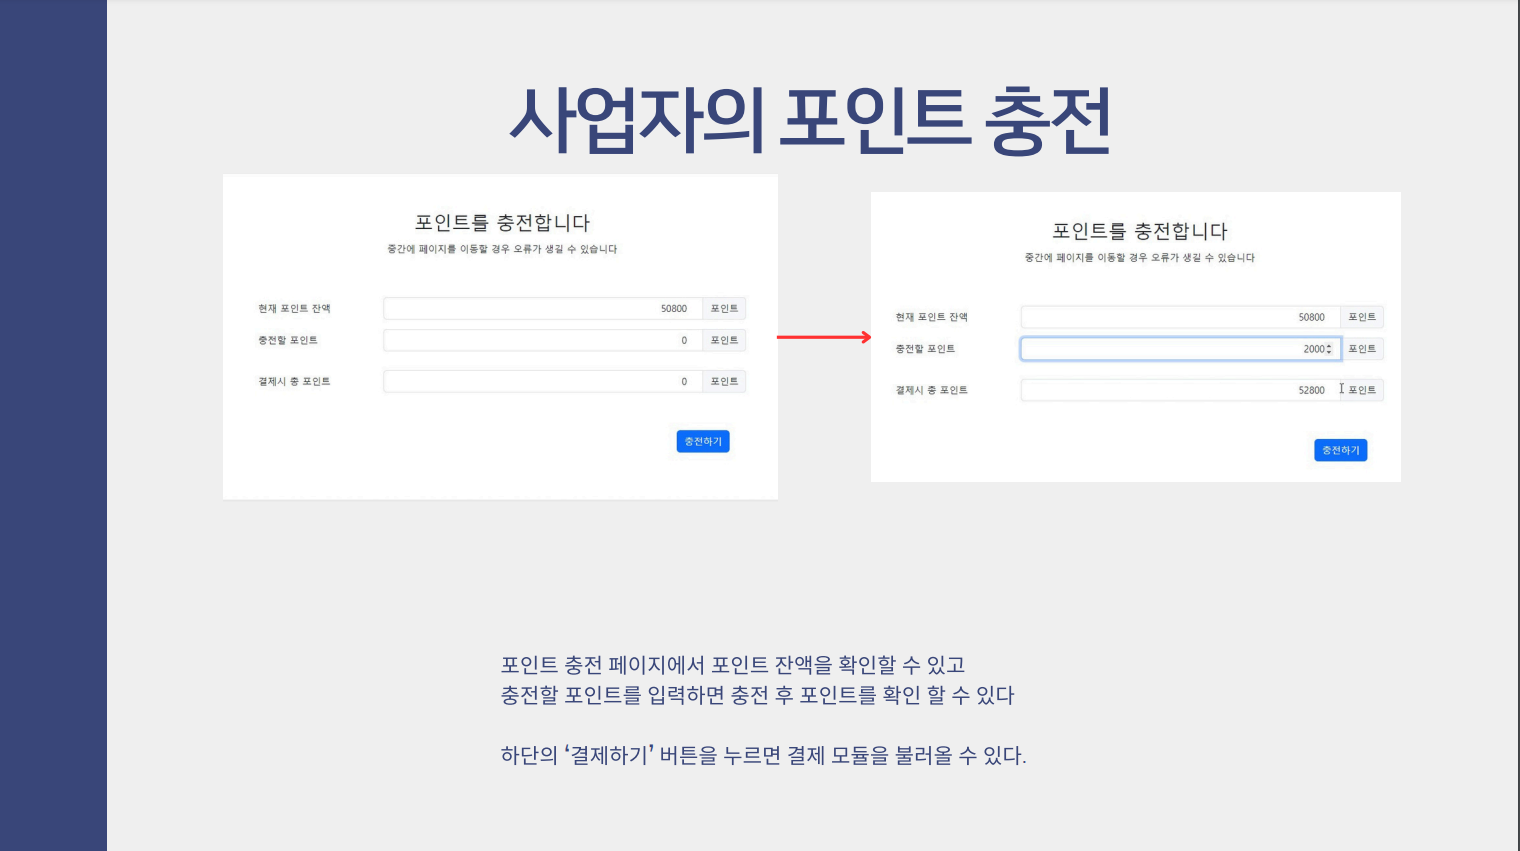 사업자의 포인트 충전
포인트를 충전합니다
중간에 페이지를 이동할 경우 오류가 생길 수 있습니다
현재 포인트 잔액 50800 포인트
충전할 포인트 0 포인트
결제시 총 포인트 0 포인트
충전하기
포인트를 충전합니다
중간에 페이지를 이동할 경우 오류가 생길 수 있습니다
현재 포인트 잔액 50800 포인트
충전할 포인트 2000 포인트
결제시 총 포인트 52800 포인트
충전하기
포인트 충전 페이지에서 포인트 잔액을 확인할 수 있고
충전할 포인트를 입력하면 충전 후 포인트를 확인 할 수 있다
하단의 ‘결제하기’ 버튼을 누르면 결제 모듈을 불러올 수 있다.